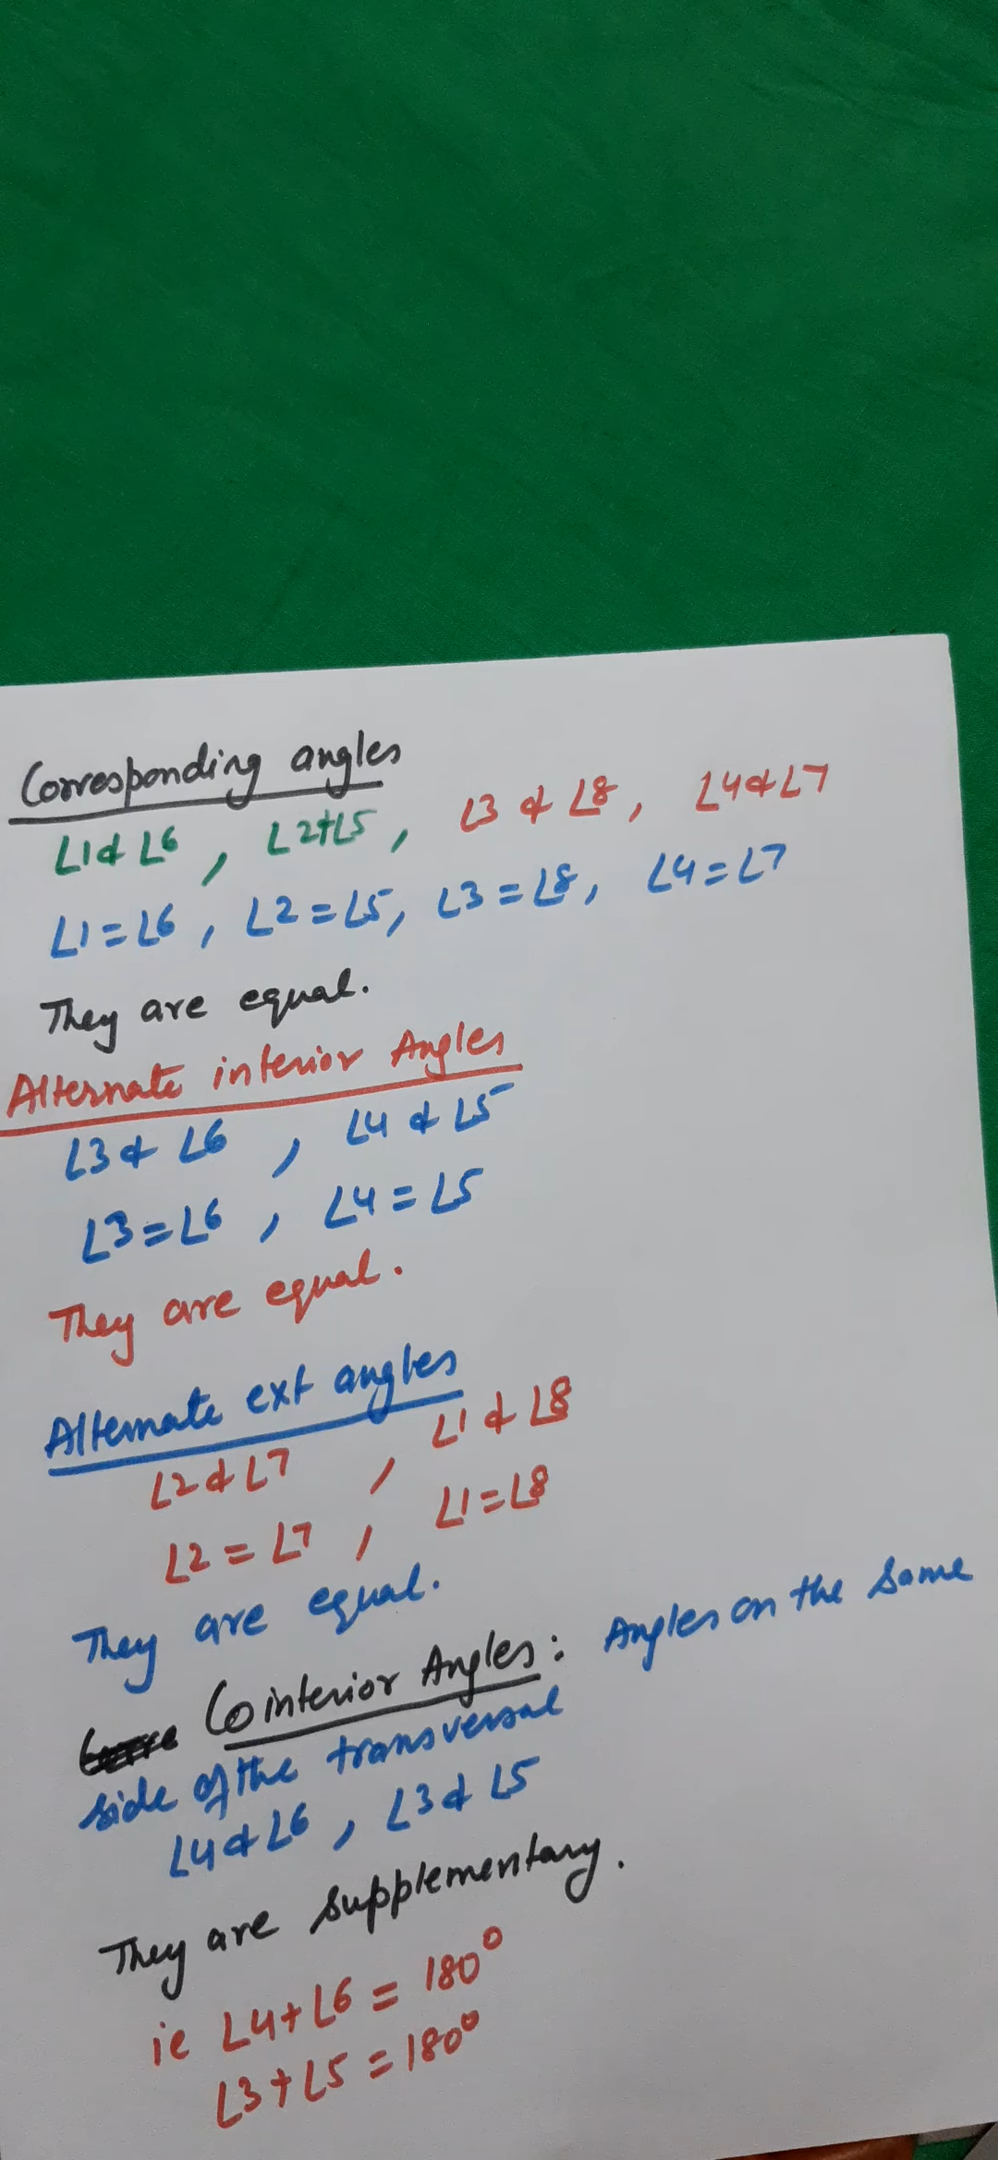 Corresponding angles
∠1 & ∠6 , ∠2 & ∠5 , ∠3 & ∠8 , ∠4 & ∠7
∠1 = ∠6 , ∠2 = ∠5, ∠3 = ∠8, ∠4 = ∠7
They are equal.
Alternate interior Angles
∠3 & ∠6 , ∠4 & ∠5
∠3 = ∠6 , ∠4 = ∠5
They are equal.
Alternate ext angles
∠2 & ∠7 , ∠1 & ∠8
∠2 = ∠7 , ∠1 = ∠8
They are equal.
Cointerior Angles : Angles on the same
side of the transversal
∠4 & ∠6 , ∠3 & ∠5
They are supplementary.
ie ∠4 + ∠6 = 180°
∠3 + ∠5 = 180°